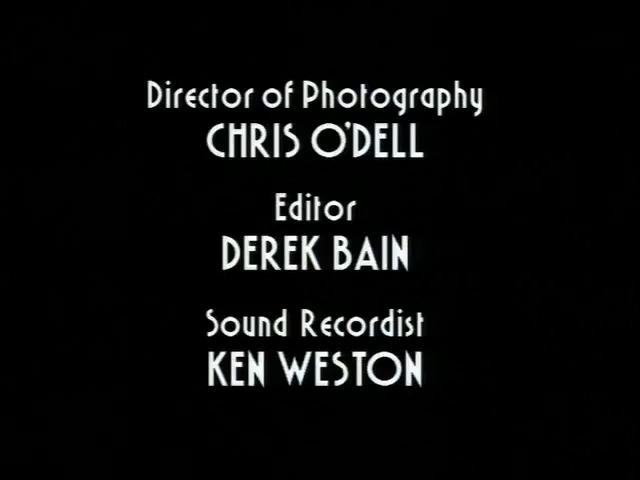 Director of Photography
CHRIS O'DELL
Editor
DEREK BAIN
Sound Recordist
KEN WESTON